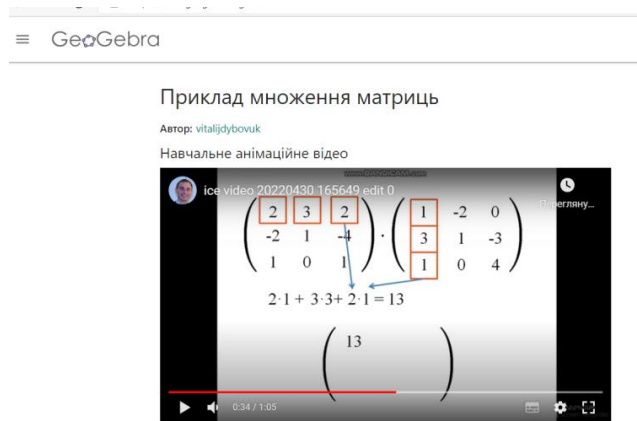 GeoGebra
Приклад множення матриць
Автор: vitalijdybovuk
Навчальне анімаційне відео
ice video 20220430 165649 edit 0
Перегляну...
2 3 2 1 -2 0
-2 1 -4 · 3 1 -3
1 0 1 1 0 4
2·1 + 3·3+ 2·1 = 13
13
0:34 / 1:05